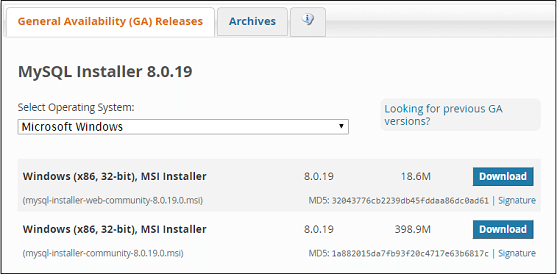 General Availability (GA) Releases
Archives
MySQL Installer 8.0.19
Select Operating System:
Looking for previous GA
versions?
Microsoft Windows
Windows (x86, 32-bit), MSI Installer 8.0.19 18.6M Download
(mysql-installer-web-community-8.0.19.0.msi) MD5: 32043776cb2239db45fddaa86dc0ad61 | Signature
Windows (x86, 32-bit), MSI Installer 8.0.19 398.9M Download
(mysql-installer-community-8.0.19.0.msi) MD5: 1a882015da7fb93f20c4717e63b6817c | Signature